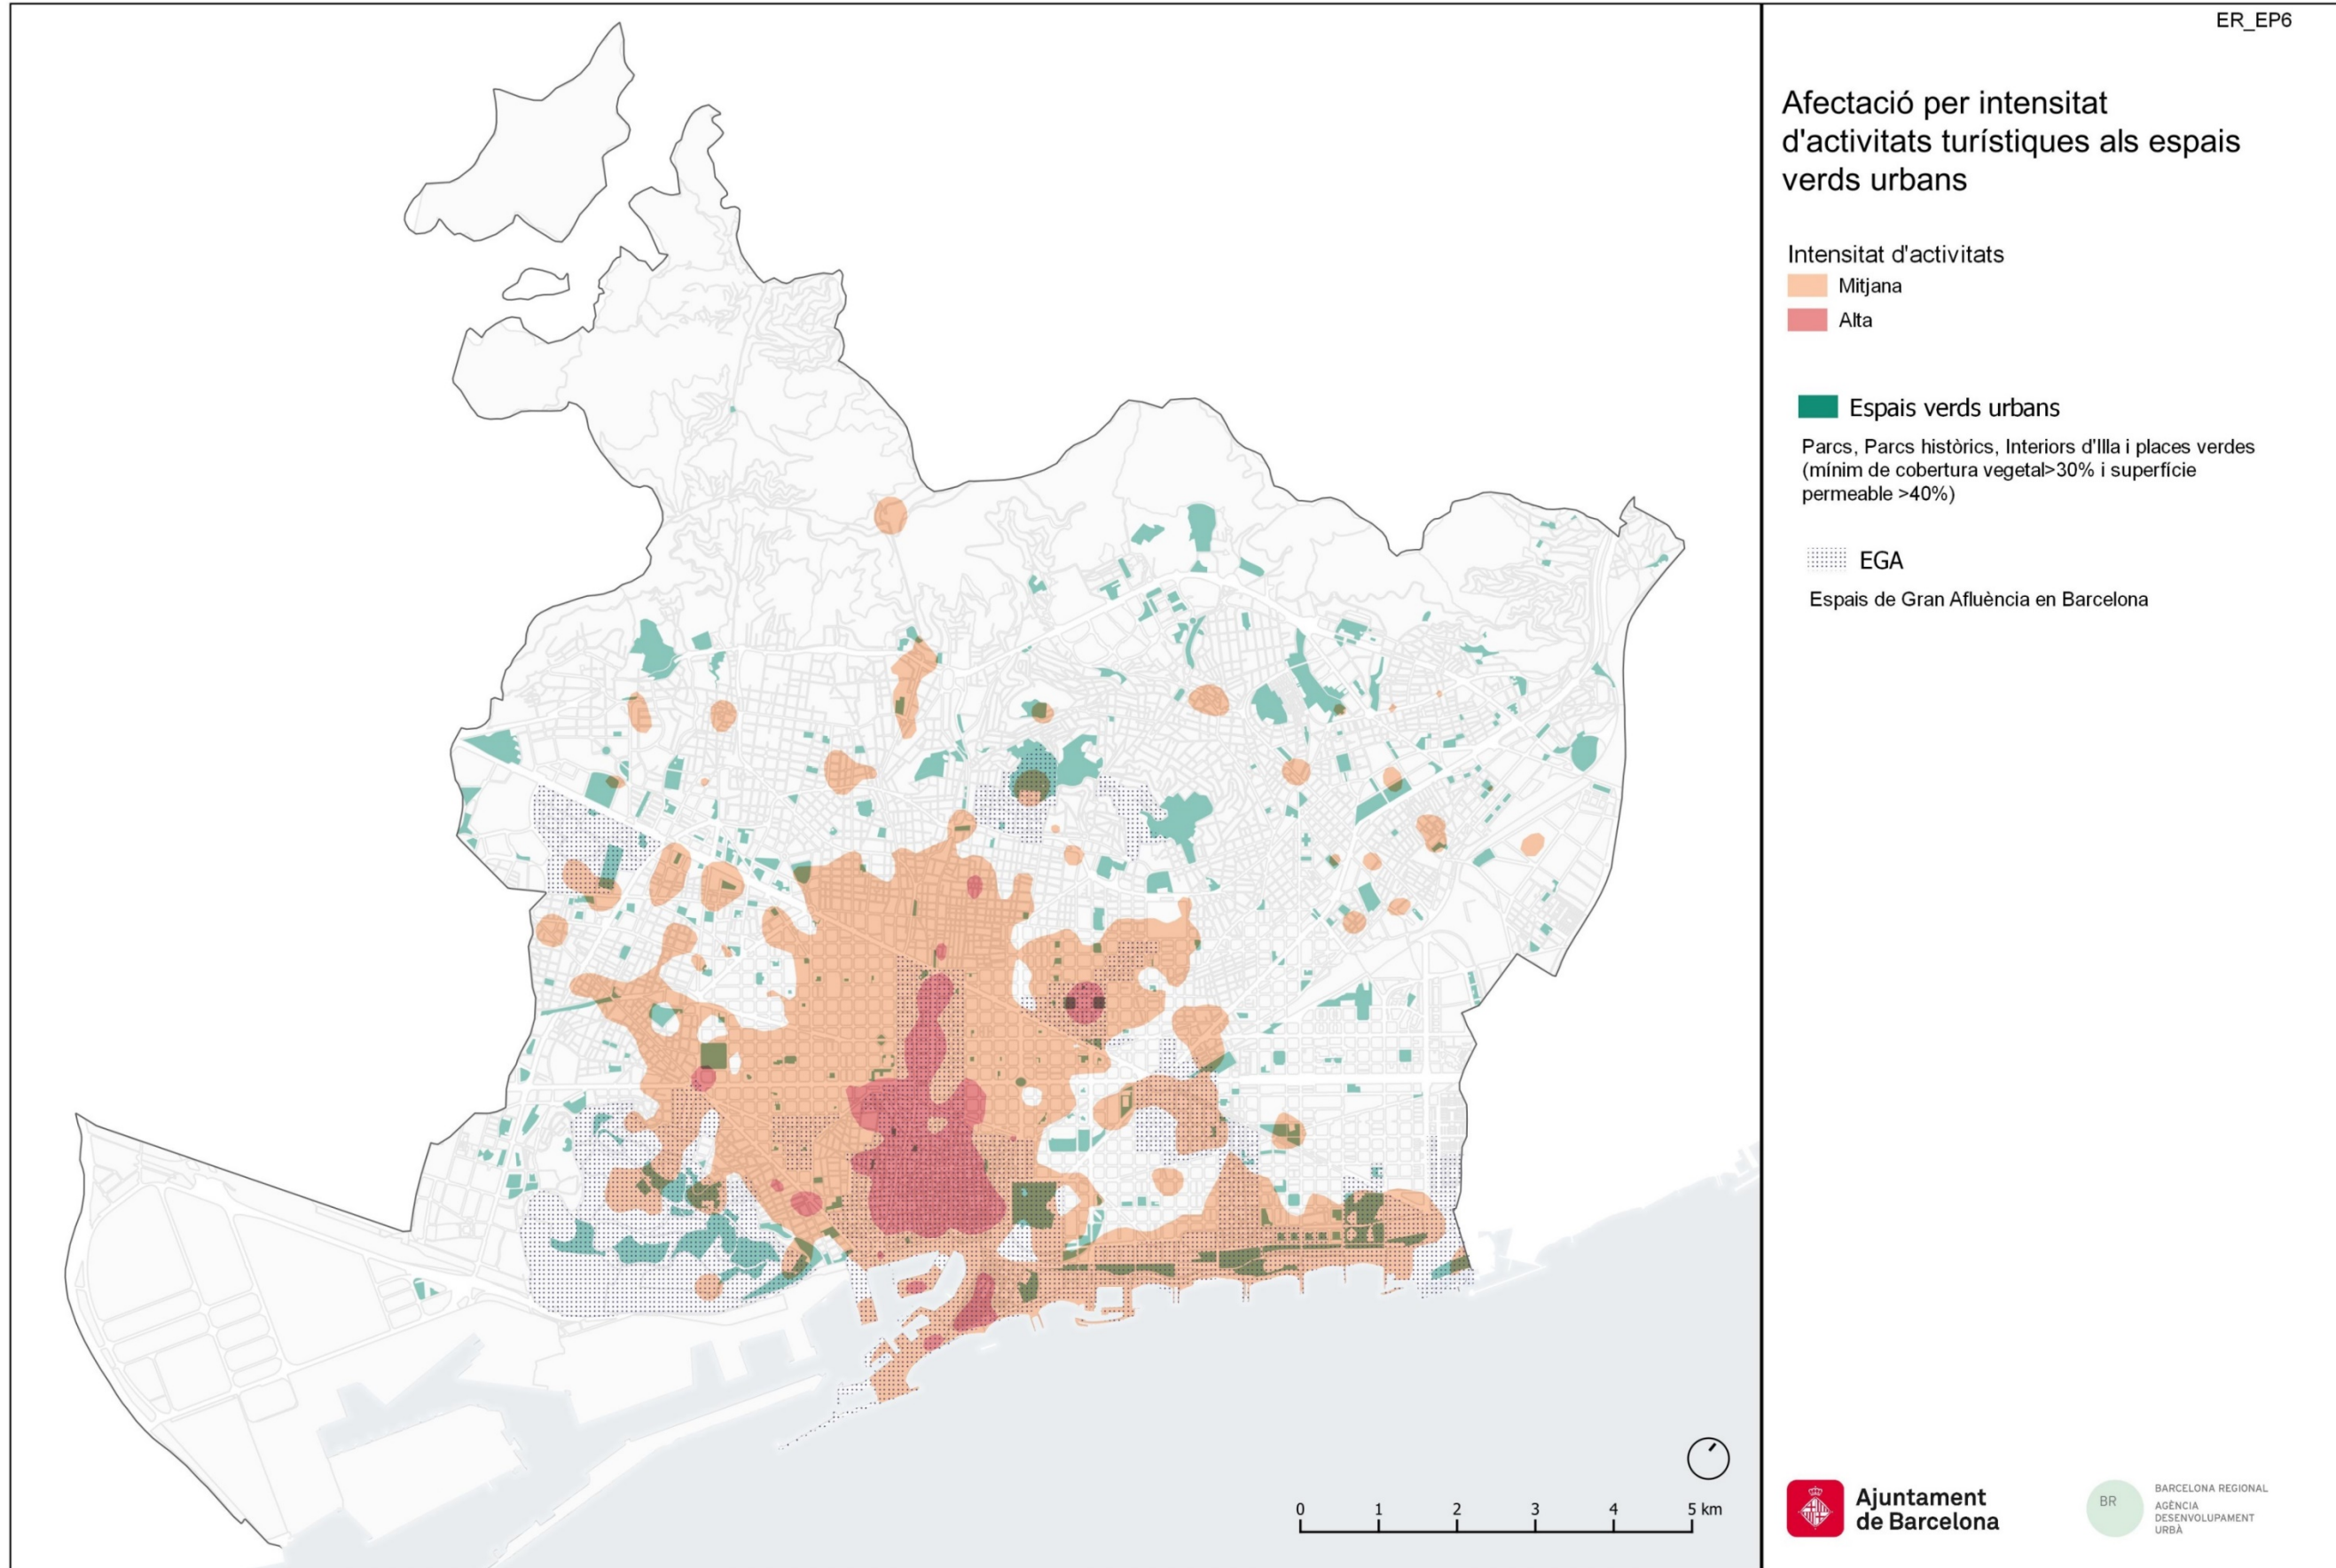 ER_EP6
Afectació per intensitat
d'activitats turístiques als espais
verds urbans
Intensitat d'activitats
Mitjana
Alta
Espais verds urbans
Parcs, Parcs històrics, Interiors d'Illa i places verdes
(mínim de cobertura vegetal>30% i superfície
permeable >40%)
EGA
Espais de Gran Afluència en Barcelona
0 1 2 3 4 5 km
Ajuntament
de Barcelona
BR
BARCELONA REGIONAL
AGÈNCIA
DESENVOLUPAMENT
URBÀ